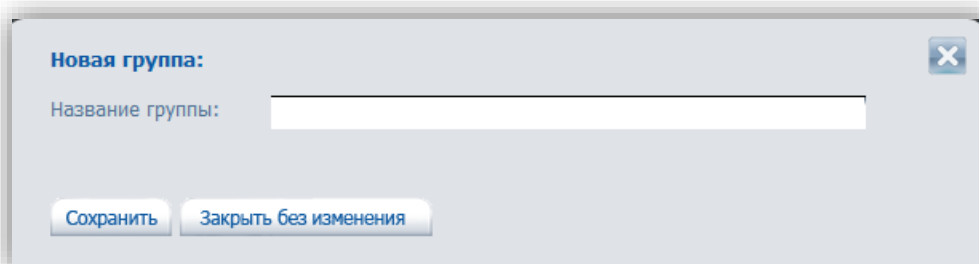 Новая группа:
Название группы:
Сохранить Закрыть без изменения